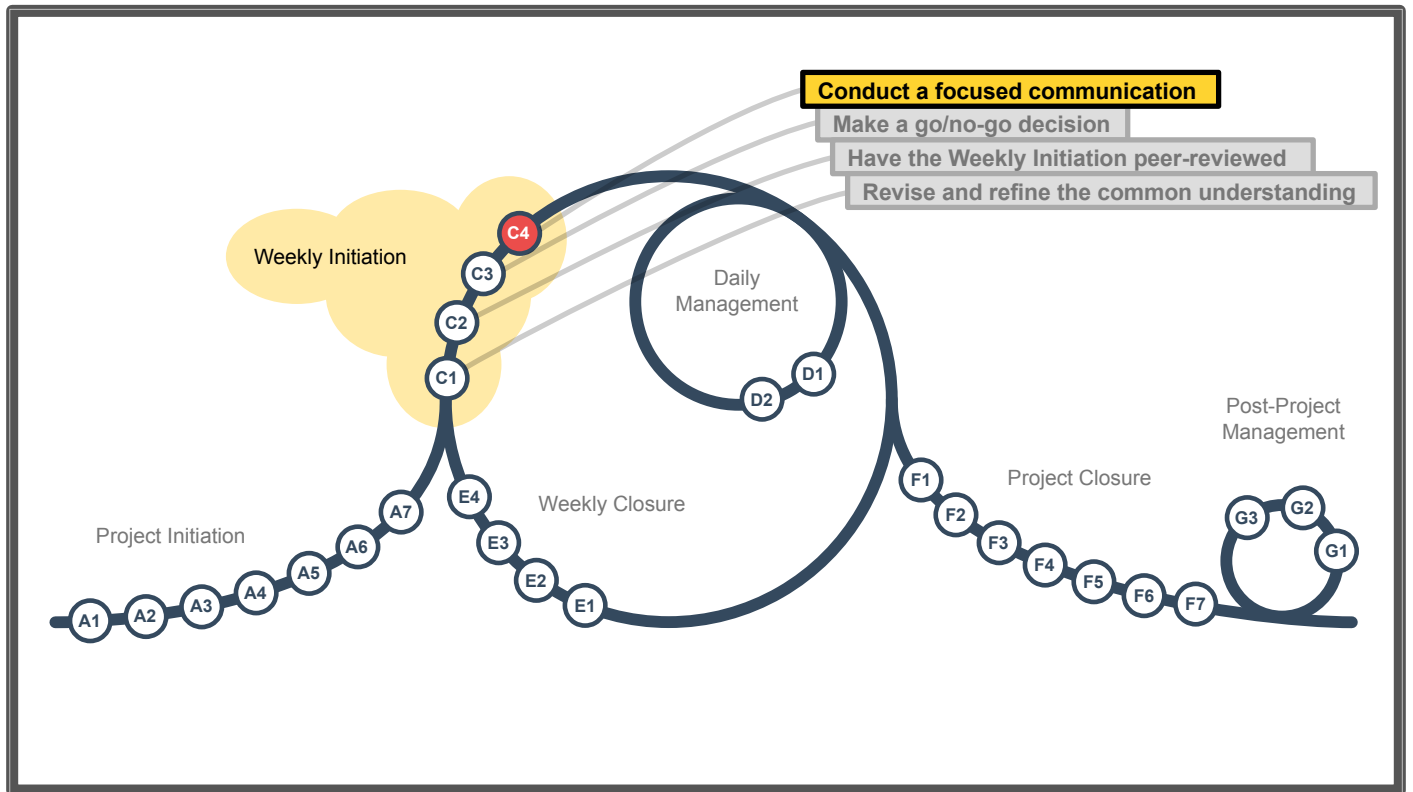 Conduct a focused communication
Make a go/no-go decision
Have the Weekly Initiation peer-reviewed
Revise and refine the common understanding
Weekly Initiation
C4
C3
C2
C1
Daily
Management
D1
D2
Post-Project
Management
G3
G2
G1
Project Closure
F1
F2
F3
F4
F5
F6
F7
Weekly Closure
E4
E3
E2
E1
Project Initiation
A7
A6
A5
A4
A3
A2
A1